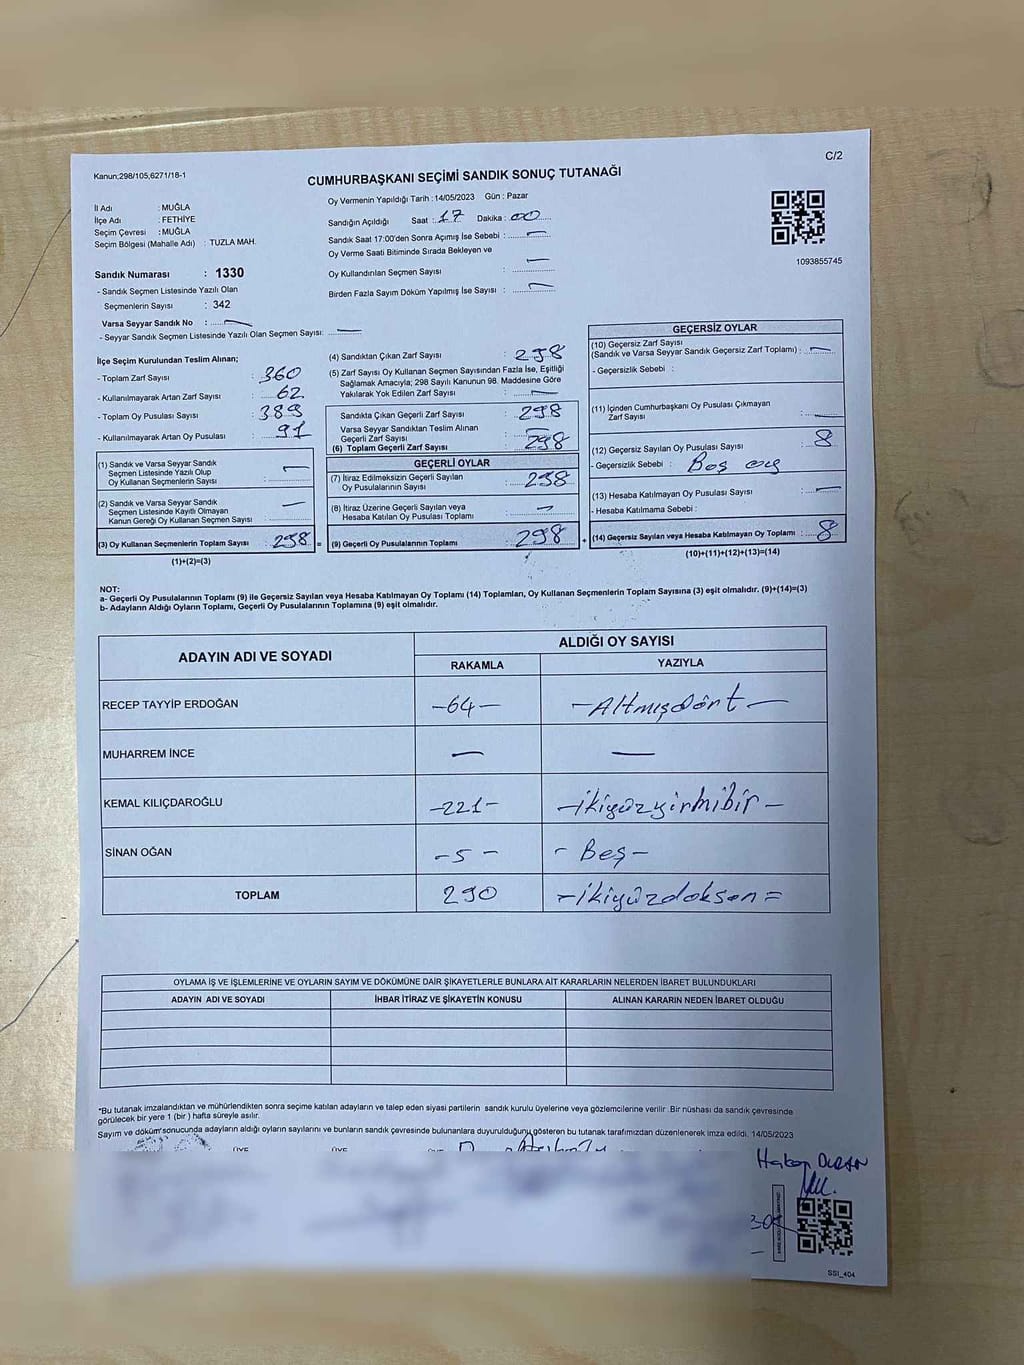 Kanun;298/105,6271/18-1
C/2
CUMHURBAŞKANI SEÇİMİ SANDIK SONUÇ TUTANAĞI
Oy Vermenin Yapıldığı Tarih : 14/05/2023 Gün : Pazar
İl Adı : MUĞLA
İlçe Adı : FETHİYE
Seçim Çevresi : MUĞLA
Seçim Bölgesi (Mahalle Adı) : TUZLA MAH.
Sandığın Açıldığı Saat : 17 Dakika : 00
Sandık Saat 17:00'den Sonra Açımış İse Sebebi : —
Oy Verme Saati Bitiminde Sırada Bekleyen ve
Oy Kullandırılan Seçmen Sayısı : —
Birden Fazla Sayım Döküm Yapılmış İse Sayısı : —
1093855745
Sandık Numarası : 1330
- Sandık Seçmen Listesinde Yazılı Olan
Seçmenlerin Sayısı : 342
Varsa Seyyar Sandık No : —
- Seyyar Sandık Seçmen Listesinde Yazılı Olan Seçmen Sayısı: —
İlçe Seçim Kurulundan Teslim Alınan;
- Toplam Zarf Sayısı : 360
- Kullanılmayarak Artan Zarf Sayısı : 62
- Toplam Oy Pusulası Sayısı : 389
- Kullanılmayarak Artan Oy Pusulası : 91
(1) Sandık ve Varsa Seyyar Sandık
Seçmen Listesinde Yazılı Olup
Oy Kullanan Seçmenlerin Sayısı : —
(2) Sandık ve Varsa Seyyar Sandık
Seçmen Listesinde Kayıtlı Olmayan
Kanun Gereği Oy Kullanan Seçmen Sayısı : —
(3) Oy Kullanan Seçmenlerin Toplam Sayısı : 298 =
(1)+(2)=(3)
(4) Sandıktan Çıkan Zarf Sayısı : 298
(5) Zarf Sayısı Oy Kullanan Seçmen Sayısından Fazla İse, Eşitliği
Sağlamak Amacıyla; 298 Sayılı Kanunun 98. Maddesine Göre
Yakılarak Yok Edilen Zarf Sayısı : —
Sandıkta Çıkan Geçerli Zarf Sayısı : 298
Varsa Seyyar Sandıktan Teslim Alınan
Geçerli Zarf Sayısı : —
(6) Toplam Geçerli Zarf Sayısı : 298
GEÇERLİ OYLAR
(7) İtiraz Edilmeksizin Geçerli Sayılan
Oy Pusulalarının Sayısı : 298
(8) İtiraz Üzerine Geçerli Sayılan veya
Hesaba Katılan Oy Pusulası Toplamı : —
(9) Geçerli Oy Pusulalarının Toplamı : 298 +
GEÇERSİZ OYLAR
(10) Geçersiz Zarf Sayısı
(Sandık ve Varsa Seyyar Sandık Geçersiz Zarf Toplamı) : —
- Geçersizlik Sebebi :
(11) İçinden Cumhurbaşkanı Oy Pusulası Çıkmayan
Zarf Sayısı : —
(12) Geçersiz Sayılan Oy Pusulası Sayısı : 8
- Geçersizlik Sebebi : Boş oy
(13) Hesaba Katılmayan Oy Pusulası Sayısı : —
- Hesaba Katılmama Sebebi :
(14) Geçersiz Sayılan veya Hesaba Katılmayan Oy Toplamı : 8
(10)+(11)+(12)+(13)=(14)
NOT:
a- Geçerli Oy Pusulalarının Toplamı (9) ile Geçersiz Sayılan veya Hesaba Katılmayan Oy Toplamı (14) Toplamları, Oy Kullanan Seçmenlerin Toplam Sayısına (3) eşit olmalıdır. (9)+(14)=(3)
b- Adayların Aldığı Oyların Toplamı, Geçerli Oy Pusulalarının Toplamına (9) eşit olmalıdır.
ADAYIN ADI VE SOYADI
ALDIĞI OY SAYISI
RAKAMLA YAZIYLA
RECEP TAYYİP ERDOĞAN -64- -Altmışdört-
MUHARREM İNCE — —
KEMAL KILIÇDAROĞLU -221- -ikiyüzyirmibir-
SİNAN OĞAN -5- -Beş-
TOPLAM 290 -ikiyüzdoksan=
OYLAMA İŞ VE İŞLEMLERİNE VE OYLARIN SAYIM VE DÖKÜMÜNE DAİR ŞİKAYETLERLE BUNLARA AİT KARARLARIN NELERDEN İBARET BULUNDUKLARI
ADAYIN ADI VE SOYADI İHBAR İTİRAZ VE ŞİKAYETİN KONUSU ALINAN KARARIN NEDEN İBARET OLDUĞU
*Bu tutanak imzalandıktan ve mühürlendikten sonra seçime katılan adayların ve talep eden siyasi partilerin sandık kurulu üyelerine veya gözlemcilerine verilir .Bir nüshası da sandık çevresinde
görülecek bir yere 1 (bir ) hafta süreyle asılır.
Sayım ve döküm sonucunda adayların aldığı oyların sayılarını ve bunların sandık çevresinde bulunanlara duyurulduğunu gösteren bu tutanak tarafımızdan düzenlenerek imza edildi. 14/05/2023
ÜYE ÜYE
Hakan
SSI_404